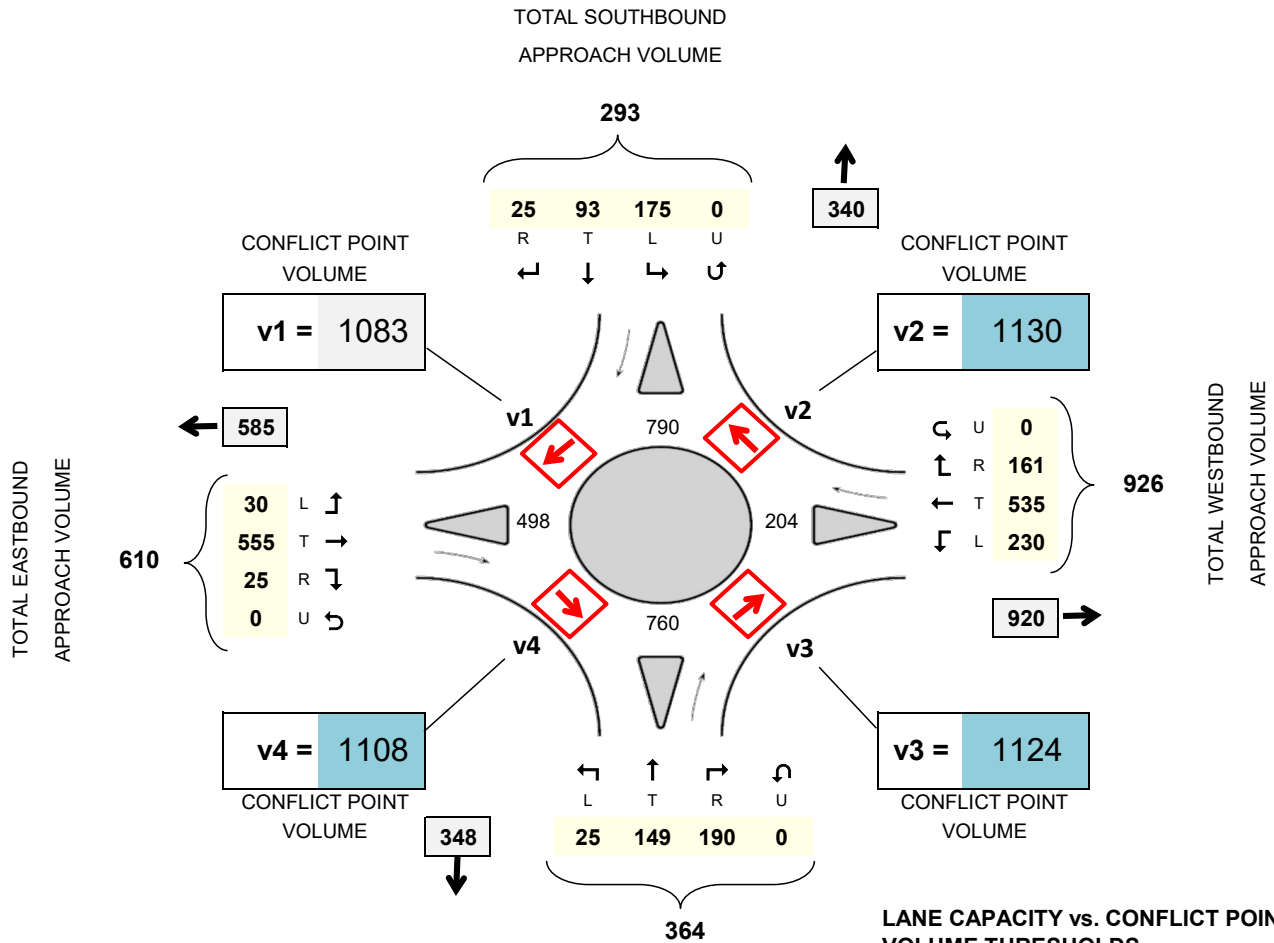 TOTAL SOUTHBOUND
APPROACH VOLUME
293
25 93 175 0
R T L U
340
CONFLICT POINT
VOLUME
v1 = 1083
CONFLICT POINT
VOLUME
v2 = 1130
v1
790
v2
585
TOTAL EASTBOUND
APPROACH VOLUME
610
30 L
555 T
25 R
0 U
498
204
U 0
R 161
T 535
L 230
926
TOTAL WESTBOUND
APPROACH VOLUME
920
v4
760
v3
v4 = 1108
CONFLICT POINT
VOLUME
348
L T R U
25 149 190 0
364
v3 = 1124
CONFLICT POINT
VOLUME
LANE CAPACITY vs. CONFLICT POIN
VOLUME THRESHOLDS